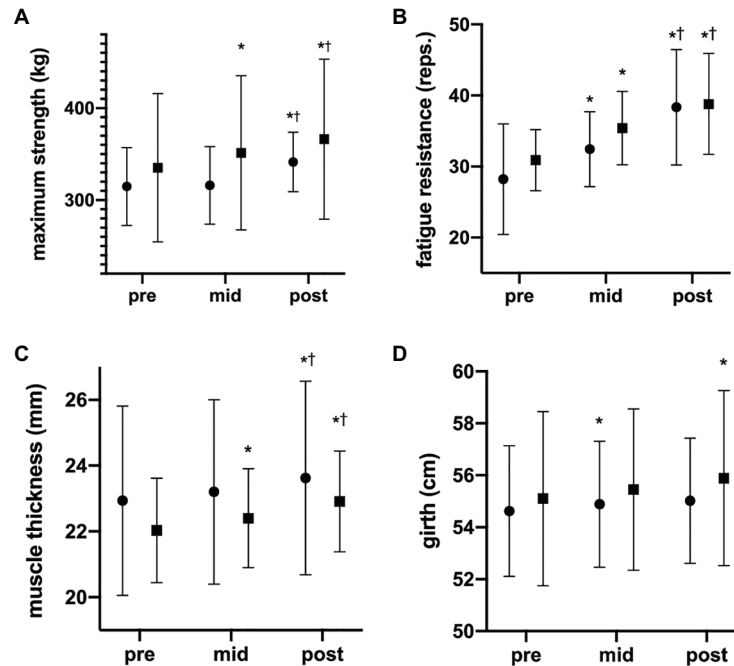 A
maximum strength (kg)
400
300
*
*†
*†
pre mid post
B
fatigue resistance (reps.)
50
40
30
20
*
*
*† *†
pre mid post
C
muscle thickness (mm)
26
24
22
20
*
*†
*†
pre mid post
D
girth (cm)
60
58
56
54
52
50
*
*
pre mid post